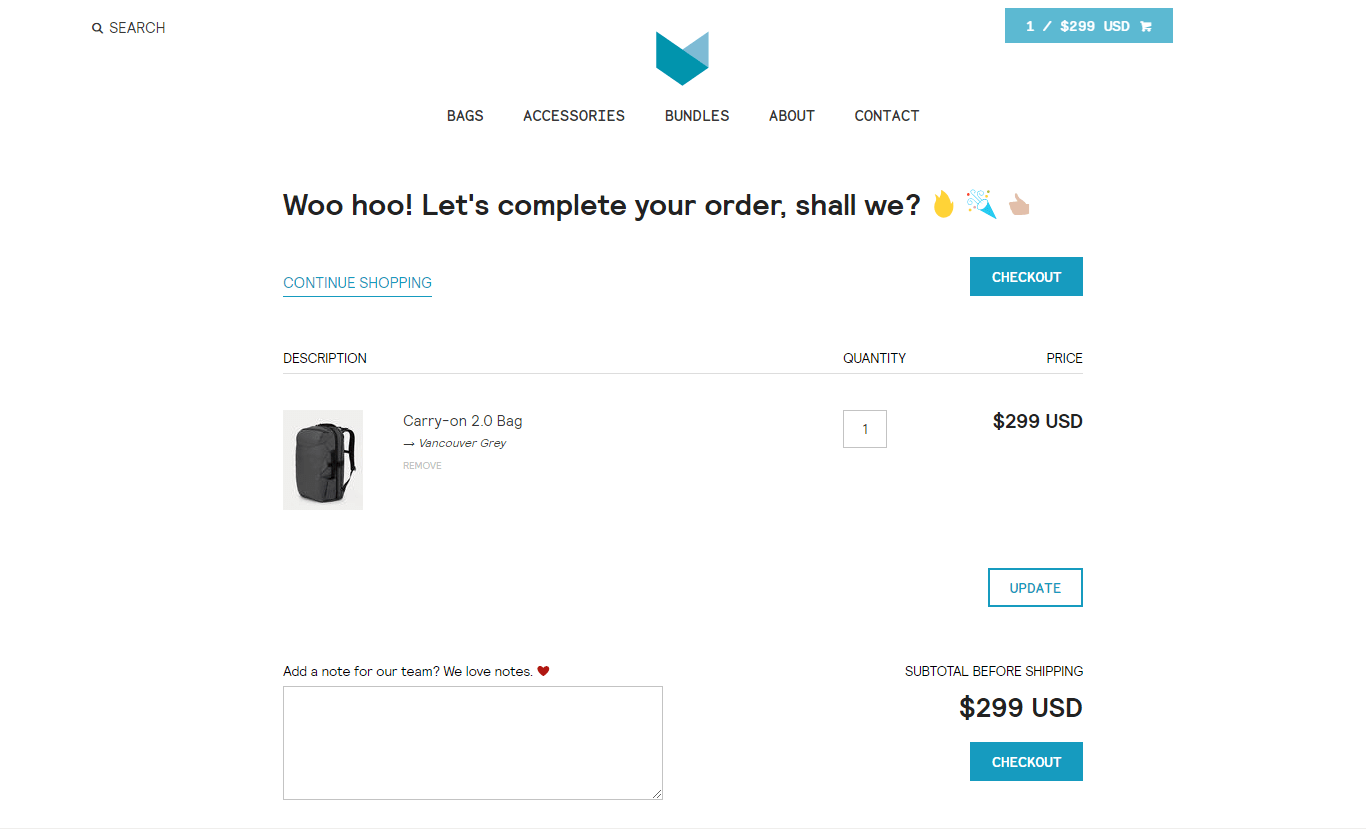 SEARCH
1 / $299 USD
BAGS ACCESSORIES BUNDLES ABOUT CONTACT
Woo hoo! Let's complete your order, shall we? 🔥 🎉 👍
CONTINUE SHOPPING
CHECKOUT
DESCRIPTION QUANTITY PRICE
Carry-on 2.0 Bag 1 $299 USD
→ Vancouver Grey
REMOVE
UPDATE
Add a note for our team? We love notes. ❤
SUBTOTAL BEFORE SHIPPING
$299 USD
CHECKOUT